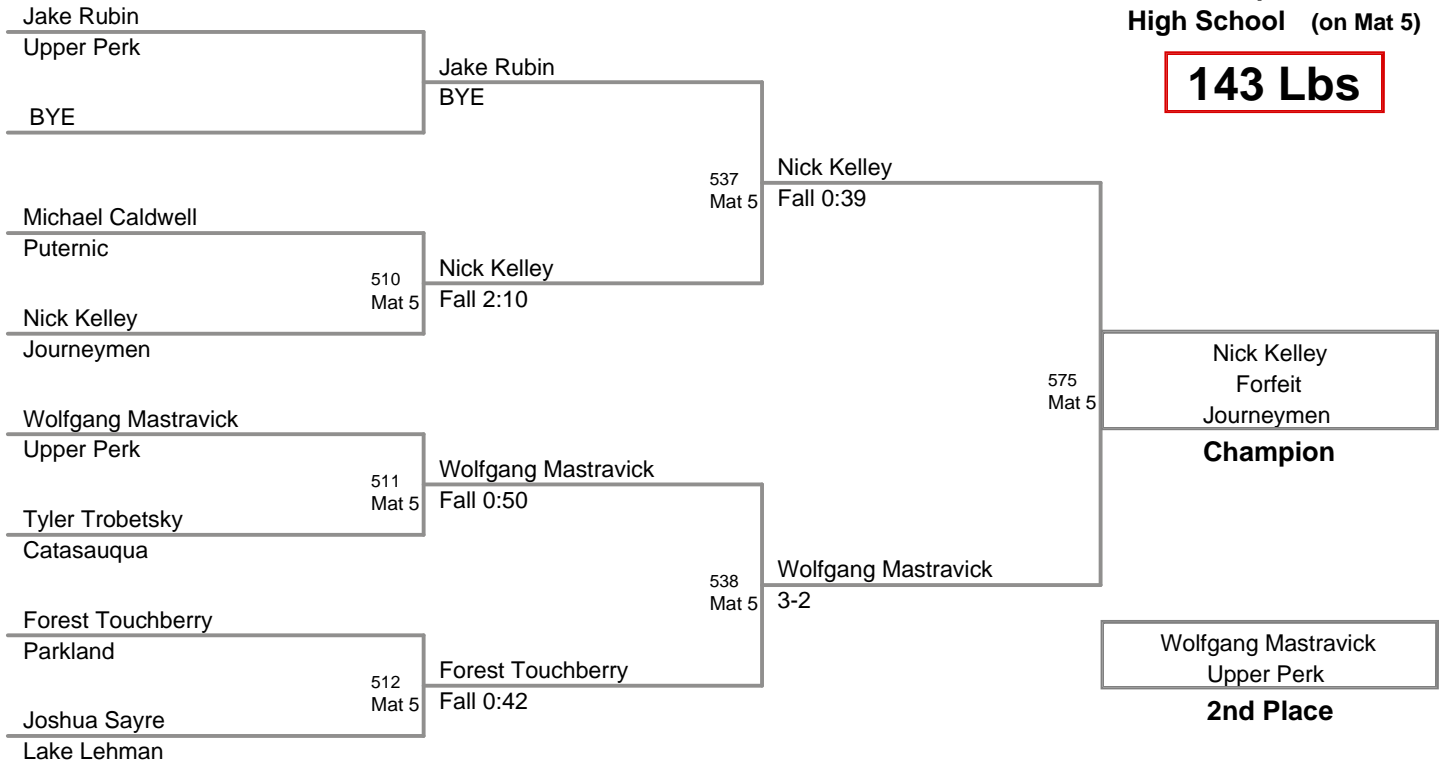 High School (on Mat 5)
143 Lbs
Jake Rubin
Upper Perk
BYE
Michael Caldwell
Puternic
Nick Kelley
Journeymen
Wolfgang Mastravick
Upper Perk
Tyler Trobetsky
Catasauqua
Forest Touchberry
Parkland
Joshua Sayre
Lake Lehman
Jake Rubin
BYE
510
Mat 5
Nick Kelley
Fall 2:10
511
Mat 5
Wolfgang Mastravick
Fall 0:50
512
Mat 5
Forest Touchberry
Fall 0:42
537
Mat 5
Nick Kelley
Fall 0:39
538
Mat 5
Wolfgang Mastravick
3-2
575
Mat 5
Nick Kelley
Forfeit
Journeymen
Champion
Wolfgang Mastravick
Upper Perk
2nd Place